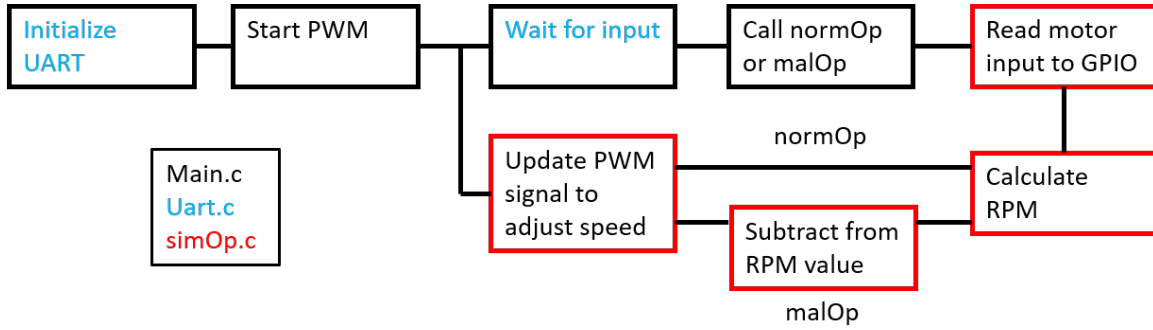 Initialize
UART
Start PWM
Wait for input
Call normOp
or malOp
Read motor
input to GPIO
normOp
Update PWM
signal to
adjust speed
Calculate
RPM
Subtract from
RPM value
malOp
Main.c
Uart.c
simOp.c